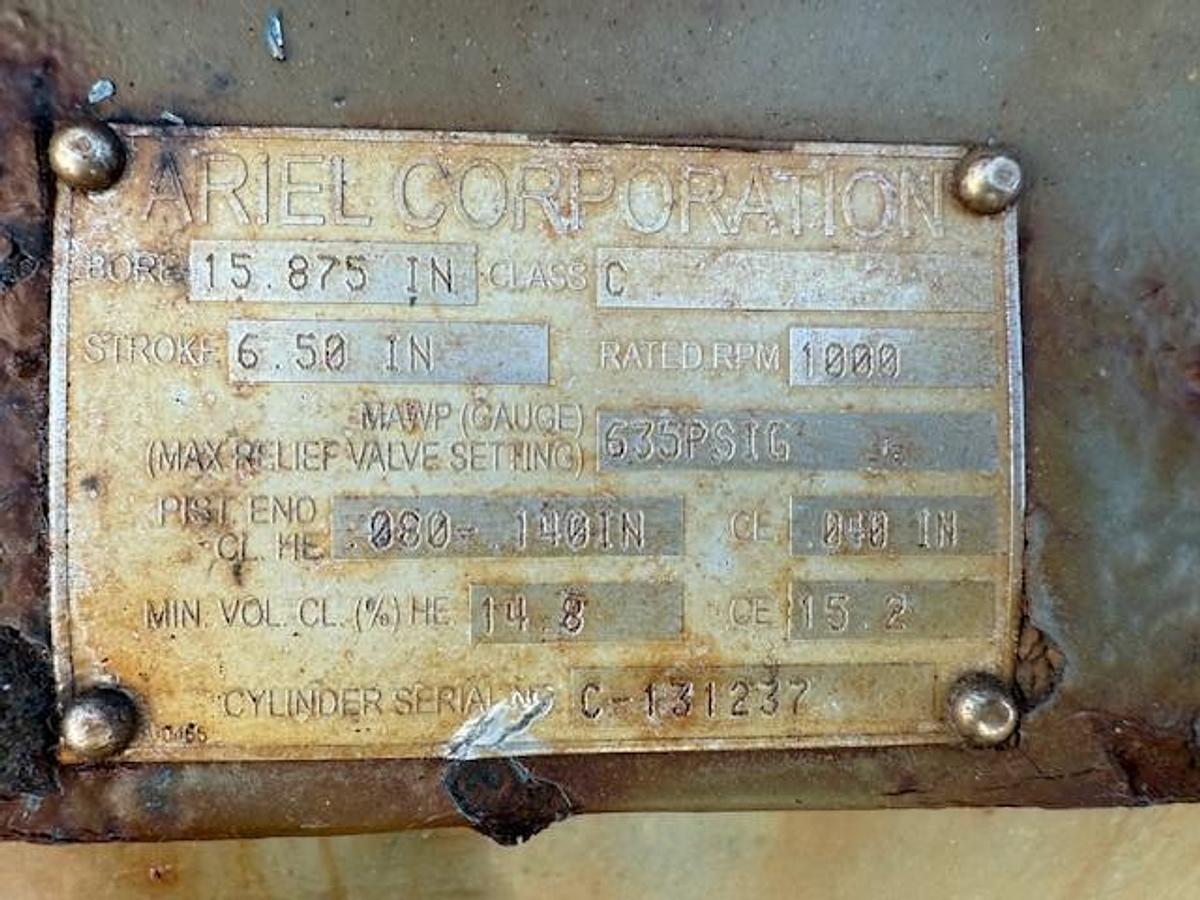 ARIEL CORPORATION
BORE 15.875 IN CLASS C
STROKE 6.50 IN RATED RPM 1000
MAWP (GAUGE)
(MAX RELIEF VALVE SETTING) 635PSIG
PIST. END
CL. HE .080-.140IN CE .040 IN
MIN. VOL. CL. (%) HE 14.8 CE 15.2
CYLINDER SERIAL NO C-131237